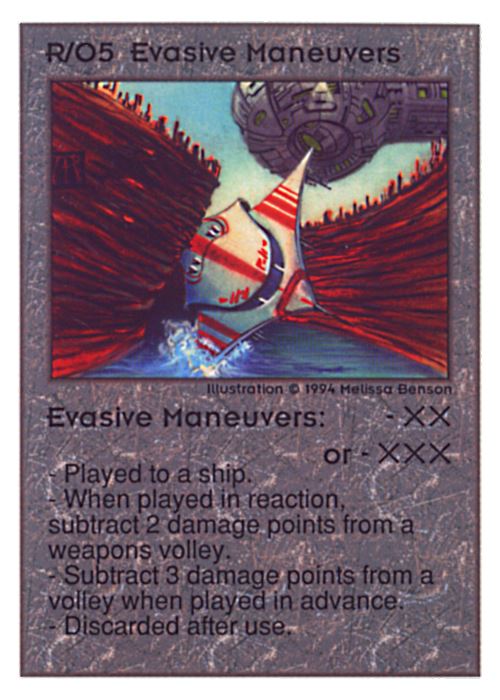 R/O5 Evasive Maneuvers
Illustration © 1994 Melissa Benson
Evasive Maneuvers: - XX
or - XXX
- Played to a ship.
- When played in reaction,
subtract 2 damage points from a
weapons volley.
- Subtract 3 damage points from a
volley when played in advance.
- Discarded after use.